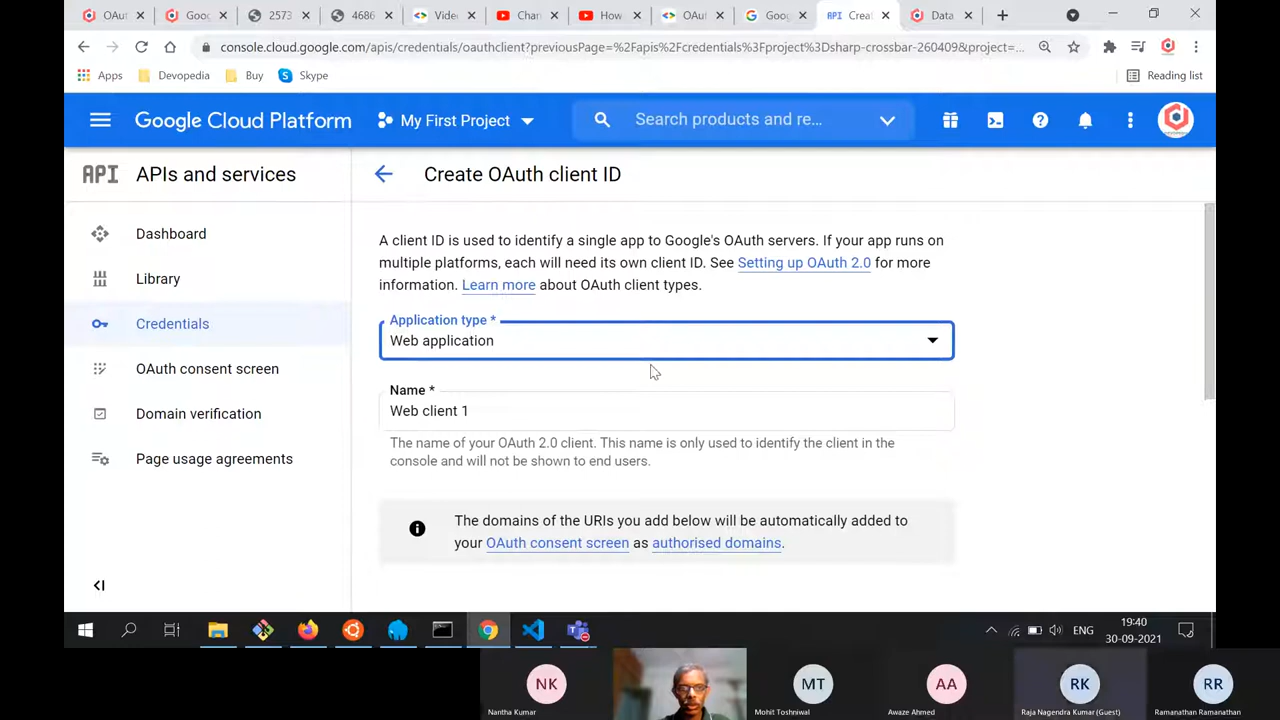 OAut
Goog
2573
4686
Video
Chan
How
OAut
Goog
API Crea
Data
console.cloud.google.com/apis/credentials/oauthclient?previousPage=%2Fapis%2Fcredentials%3Fproject%3Dsharp-crossbar-260409&project=...
Apps
Devopedia
Buy
Skype
Reading list
Google Cloud Platform
My First Project
Search products and re...
API APIs and services
Create OAuth client ID
Dashboard
Library
Credentials
OAuth consent screen
Domain verification
Page usage agreements
A client ID is used to identify a single app to Google's OAuth servers. If your app runs on
multiple platforms, each will need its own client ID. See Setting up OAuth 2.0 for more
information. Learn more about OAuth client types.
Application type *
Web application
Name *
Web client 1
The name of your OAuth 2.0 client. This name is only used to identify the client in the
console and will not be shown to end users.
The domains of the URIs you add below will be automatically added to
your OAuth consent screen as authorised domains.
ENG
19:40
30-09-2021
NK
MT
AA
RK
RR
Nantha Kumar
Mohit Toshniwal
Awaze Ahmed
Raja Nagendra Kumar (Guest)
Ramanathan Ramanathan